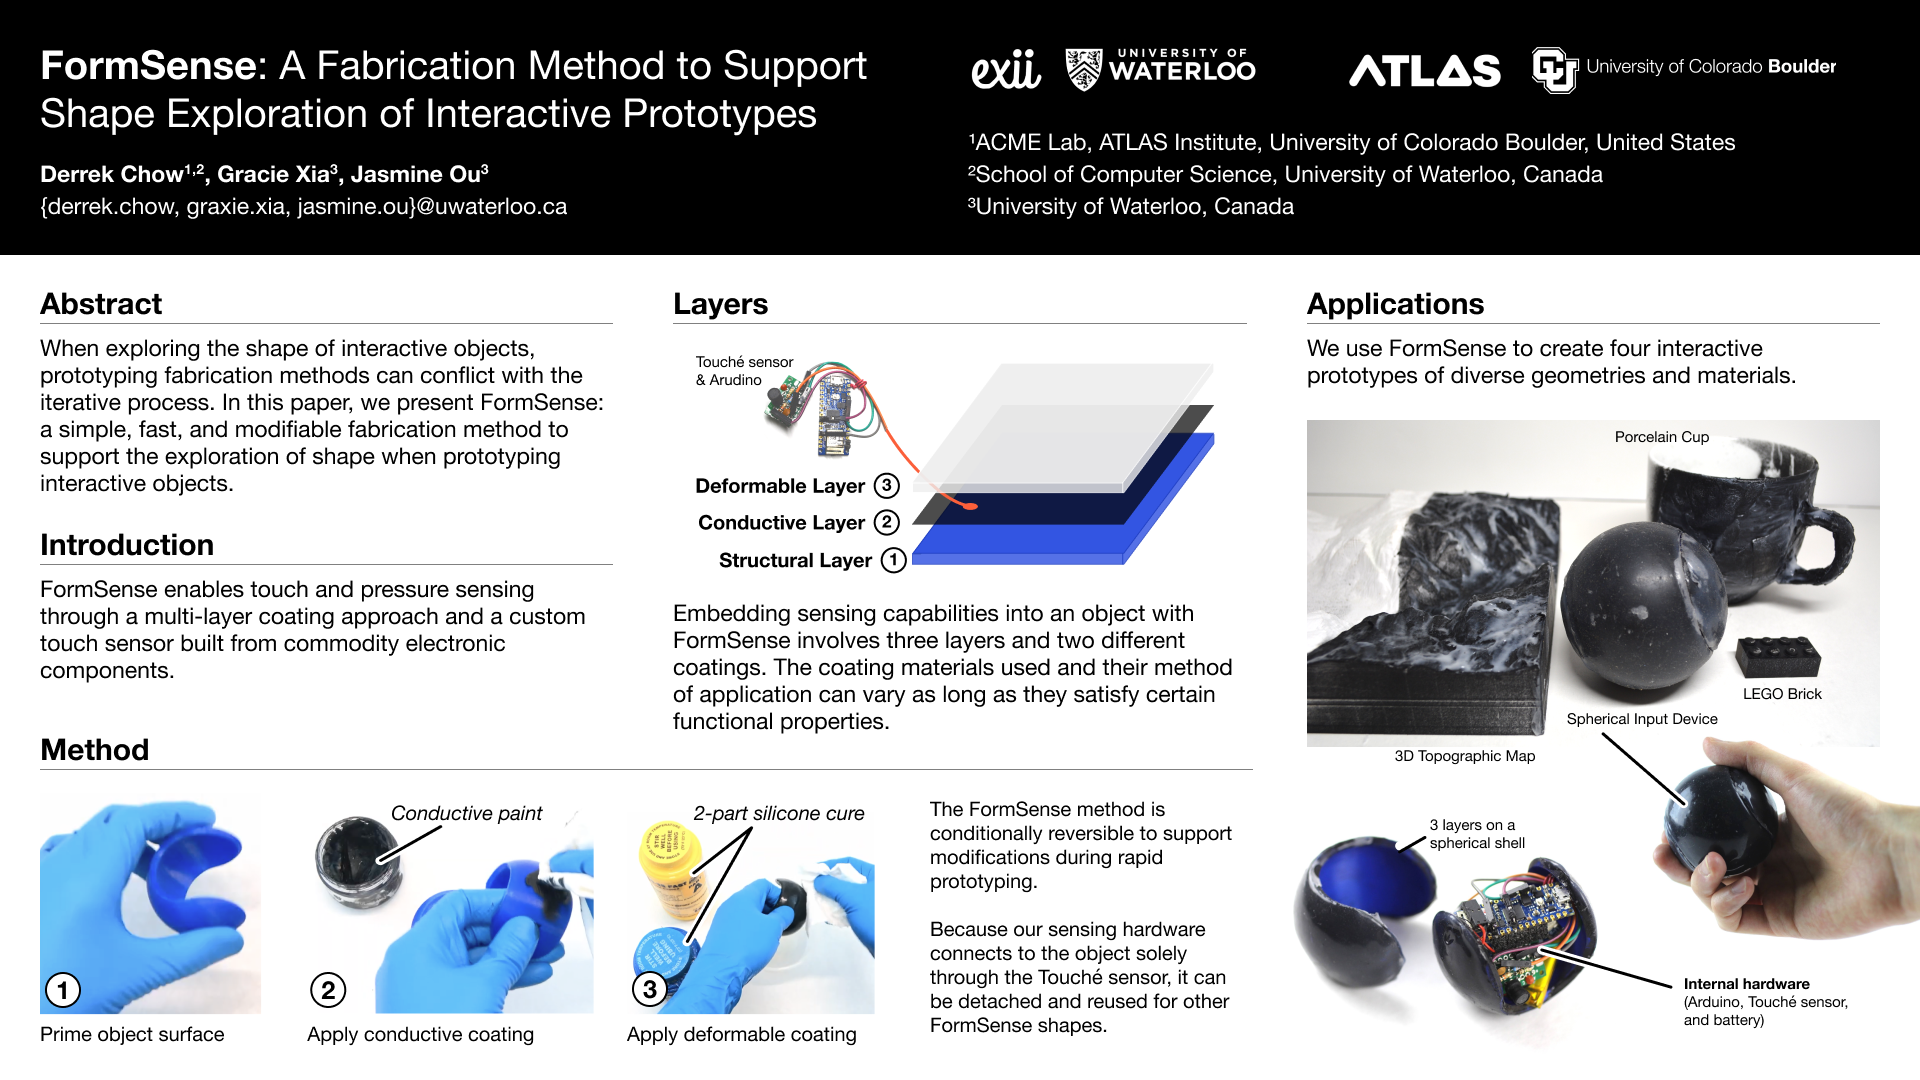 FormSense: A Fabrication Method to Support
Shape Exploration of Interactive Prototypes
Derrek Chow¹,², Gracie Xia³, Jasmine Ou³
{derrek.chow, graxie.xia, jasmine.ou}@uwaterloo.ca
exii
UNIVERSITY OF
WATERLOO
ATLAS
CU
University of Colorado Boulder
¹ACME Lab, ATLAS Institute, University of Colorado Boulder, United States
²School of Computer Science, University of Waterloo, Canada
³University of Waterloo, Canada
Abstract
When exploring the shape of interactive objects,
prototyping fabrication methods can conflict with the
iterative process. In this paper, we present FormSense:
a simple, fast, and modifiable fabrication method to
support the exploration of shape when prototyping
interactive objects.
Introduction
FormSense enables touch and pressure sensing
through a multi-layer coating approach and a custom
touch sensor built from commodity electronic
components.
Layers
Touché sensor
& Arudino
Deformable Layer 3
Conductive Layer 2
Structural Layer 1
Embedding sensing capabilities into an object with
FormSense involves three layers and two different
coatings. The coating materials used and their method
of application can vary as long as they satisfy certain
functional properties.
Method
1
Prime object surface
Conductive paint
2
Apply conductive coating
2-part silicone cure
STIR
WELL
BEFORE
USING
3
Apply deformable coating
The FormSense method is
conditionally reversible to support
modifications during rapid
prototyping.
Because our sensing hardware
connects to the object solely
through the Touché sensor, it can
be detached and reused for other
FormSense shapes.
Applications
We use FormSense to create four interactive
prototypes of diverse geometries and materials.
Porcelain Cup
LEGO Brick
Spherical Input Device
3D Topographic Map
3 layers on a
spherical shell
Internal hardware
(Arduino, Touché sensor,
and battery)